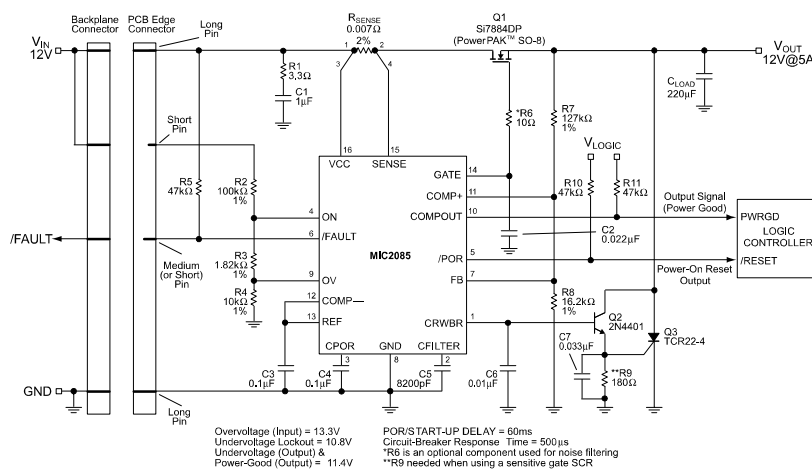 Backplane
Connector
PCB Edge
Connector
Long
Pin
RSENSE
0.007Ω
2%
Q1
Si7884DP
(PowerPAK™ SO-8)
VIN
12V
1
2
3
4
VOUT
12V@5A
R1
3.3Ω
C1
1µF
CLOAD
220µF
*R6
10Ω
R7
127kΩ
1%
Short
Pin
VLOGIC
16
15
VCC
SENSE
R5
47kΩ
R2
100kΩ
1%
GATE
14
COMP+
11
R10
47kΩ
R11
47kΩ
4
ON
COMPOUT
10
Output Signal
(Power Good)
PWRGD
LOGIC
CONTROLLER
/RESET
/FAULT
6
/FAULT
C2
0.022µF
MIC2085
Medium
(or Short)
Pin
R3
1.82kΩ
1%
/POR
5
Power-On Reset
Output
9
OV
FB
7
R4
10kΩ
1%
12
COMP—
R8
16.2kΩ
1%
13
REF
CRWBR
1
Q2
2N4401
Q3
TCR22-4
C7
0.033µF
CPOR
GND
CFILTER
3
8
2
C3
0.1µF
C4
0.1µF
C5
8200pF
C6
0.01µF
**R9
180Ω
GND
Long
Pin
Overvoltage (Input) = 13.3V
Undervoltage Lockout = 10.8V
Undervoltage (Output) &
Power-Good (Output) = 11.4V
POR/START-UP DELAY = 60ms
Circuit-Breaker Response Time = 500µs
*R6 is an optional component used for noise filtering
**R9 needed when using a sensitive gate SCR